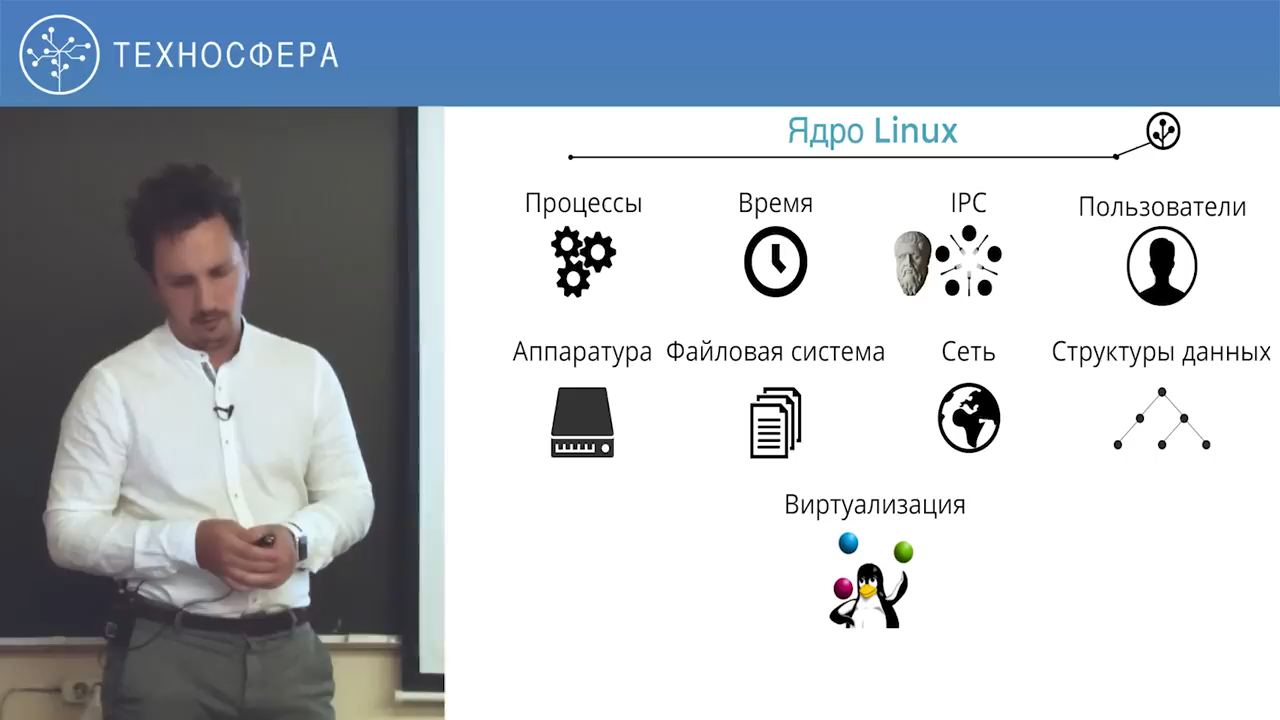 ТЕХНОСФЕРА
Ядро Linux
Процессы
Время
IPC
Пользователи
Аппаратура
Файловая система
Сеть
Структуры данных
Виртуализация